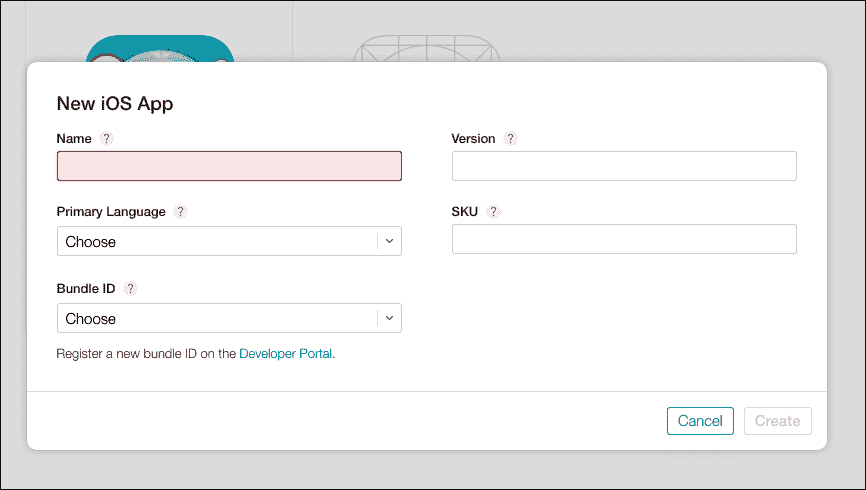 New iOS App
Name ?
Version ?
Primary Language ?
SKU ?
Choose
Bundle ID ?
Choose
Register a new bundle ID on the Developer Portal.
Cancel
Create